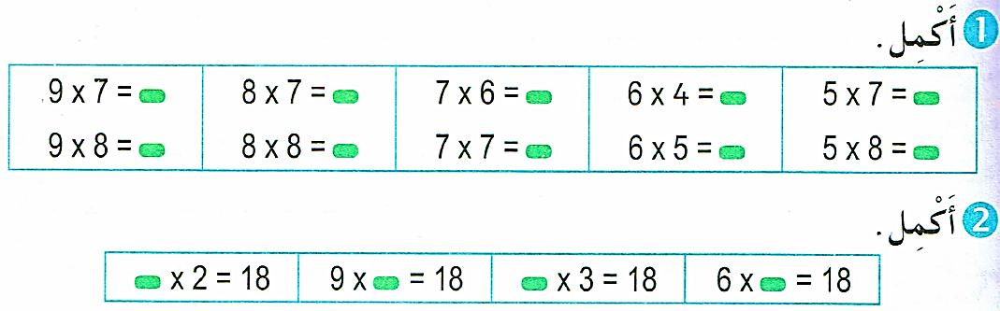 1 أَكْمِل.
9 x 7 = 8 x 7 = 7 x 6 = 6 x 4 = 5 x 7 =
9 x 8 = 8 x 8 = 7 x 7 = 6 x 5 = 5 x 8 =
2 أَكْمِل.
x 2 = 18 9 x = 18 x 3 = 18 6 x = 18